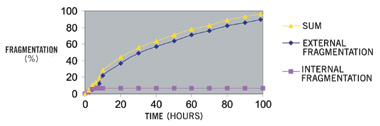 100
80
60
40
20
0
FRAGMENTATION
(%)
0 20 40 60 80 100
TIME (HOURS)
SUM
EXTERNAL
FRAGMENTATION
INTERNAL
FRAGMENTATION